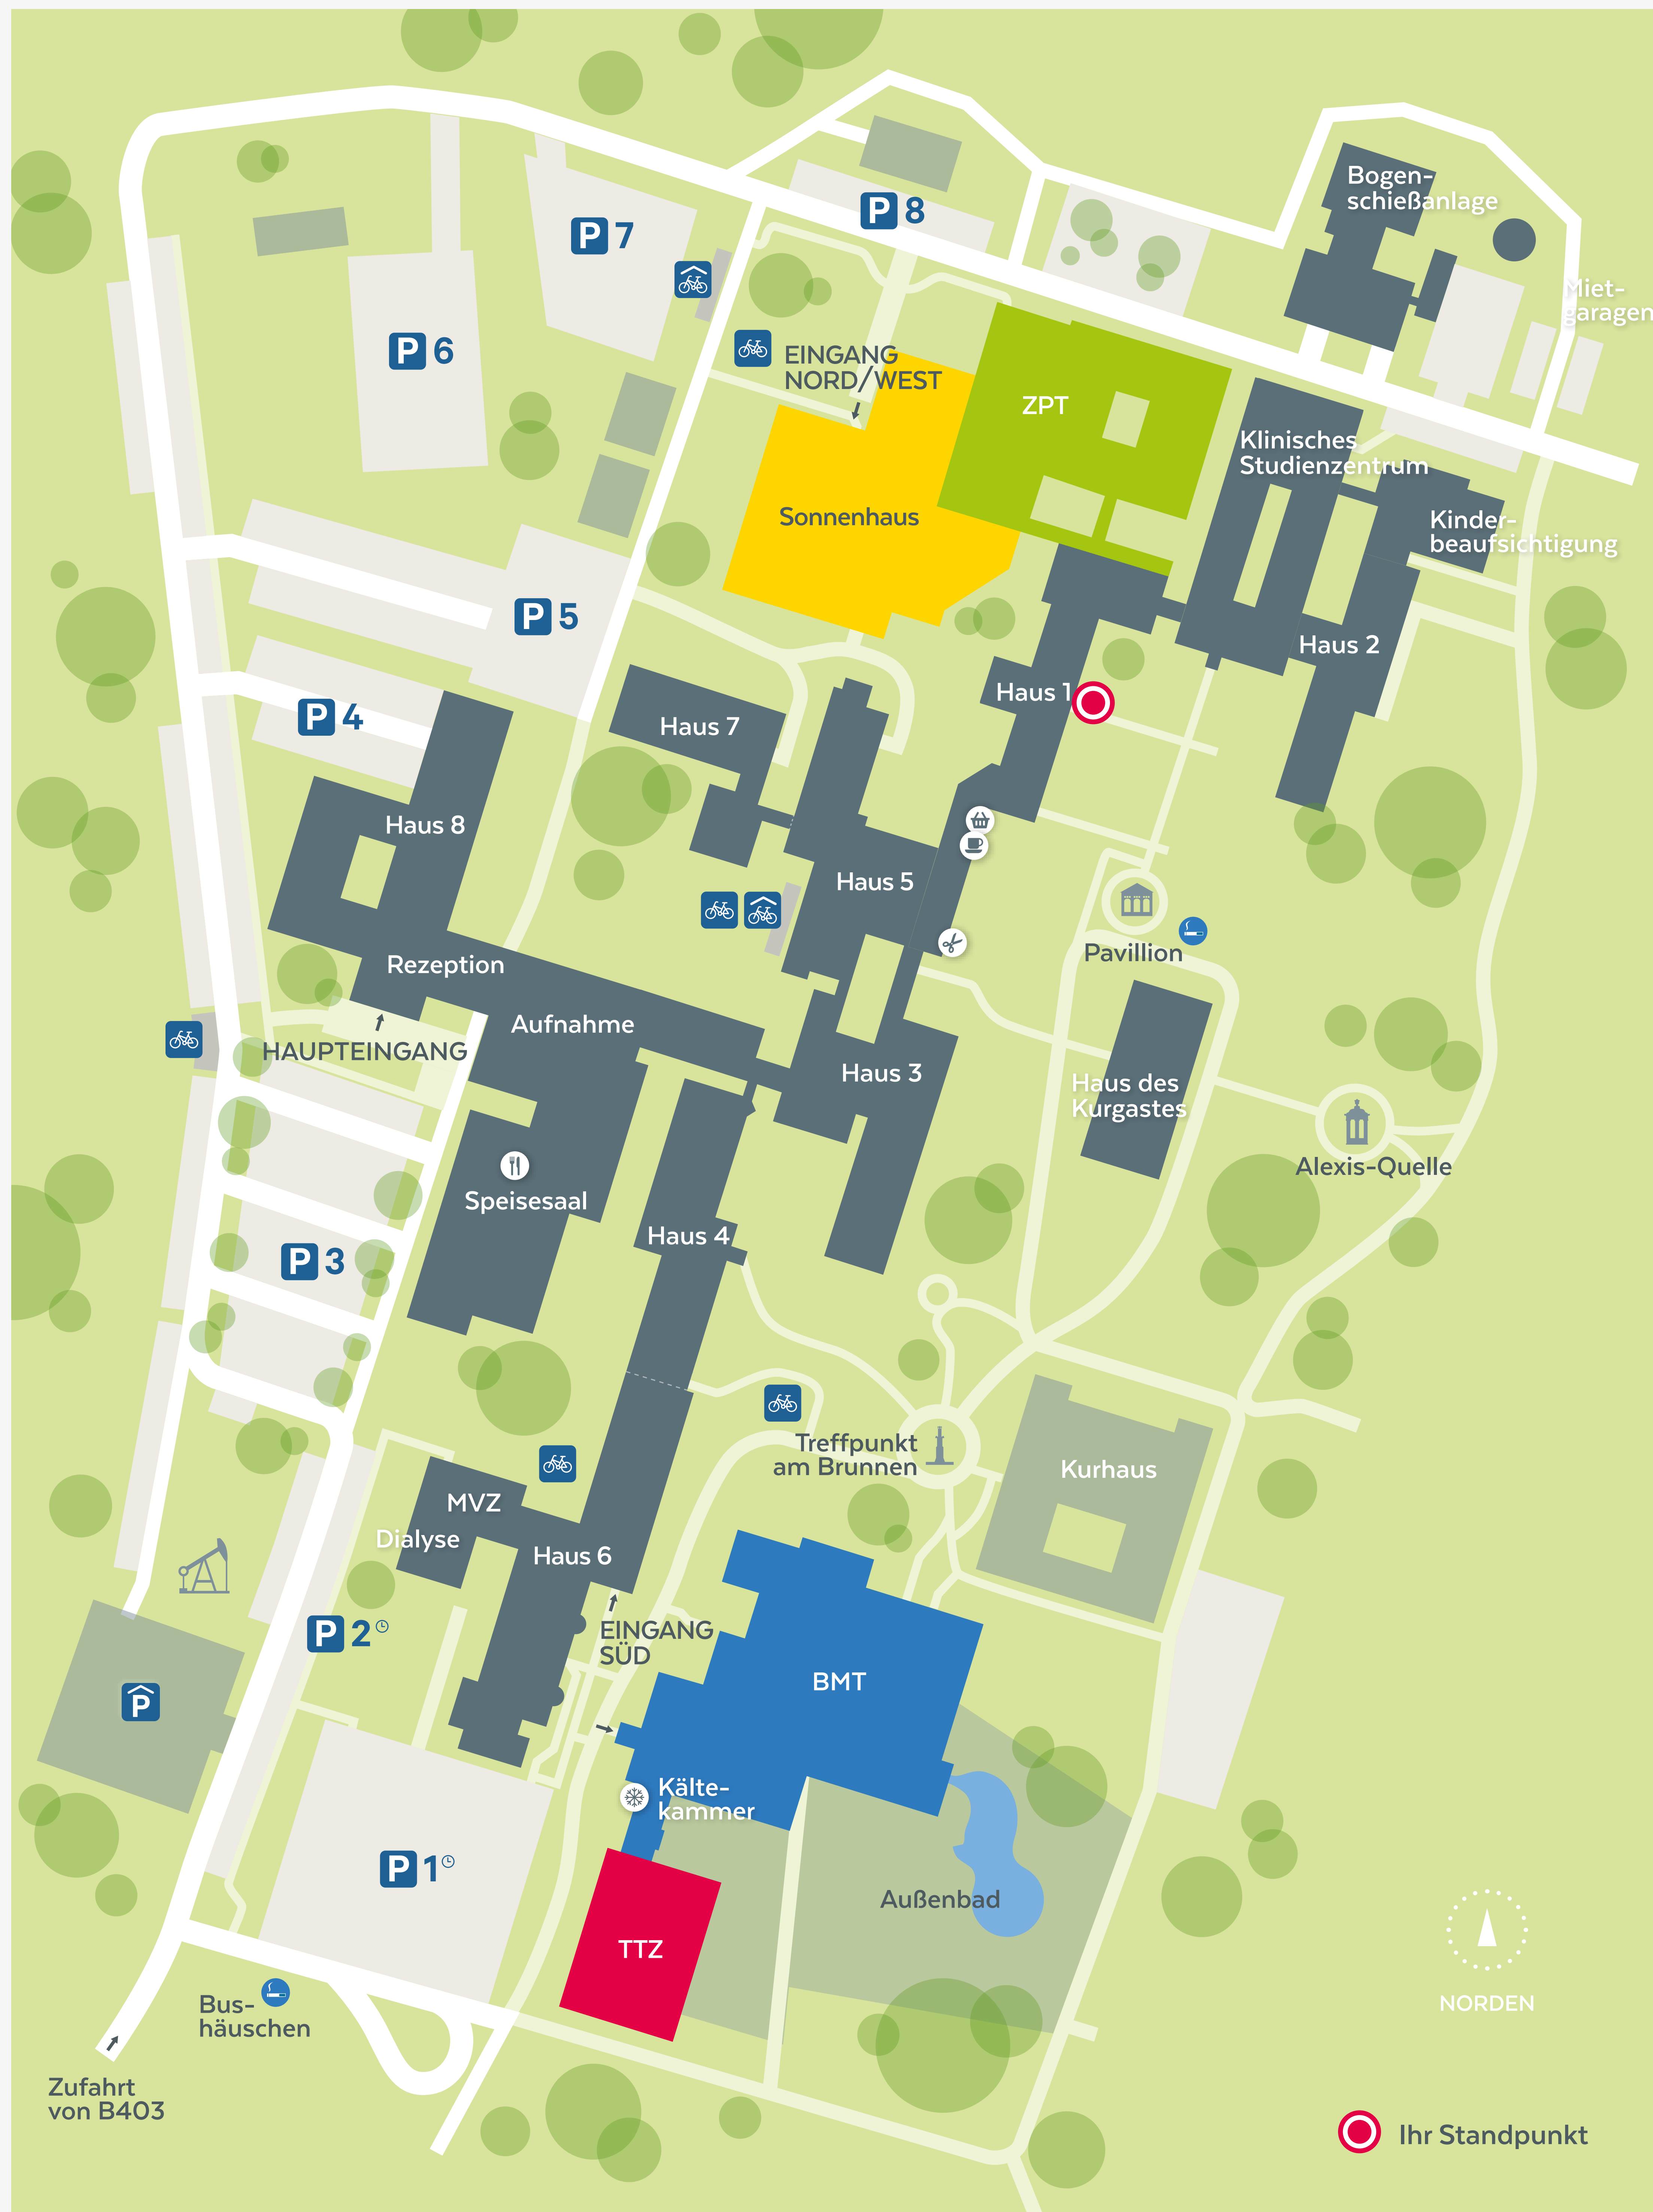 Bogen-
schießanlage
P 8
P 7
Miet-
garagen
P 6
EINGANG
NORD/WEST
ZPT
Klinisches
Studienzentrum
Sonnenhaus
Kinder-
beaufsichtigung
P 5
Haus 2
Haus 1
P 4
Haus 7
Haus 8
Haus 5
Pavillion
Rezeption
Aufnahme
HAUPTEINGANG
Haus 3
Haus des
Kurgastes
Alexis-Quelle
Speisesaal
Haus 4
P 3
Treffpunkt
am Brunnen
Kurhaus
MVZ
Dialyse
Haus 6
P 2
EINGANG
SÜD
BMT
P
Kälte-
kammer
P 1
Außenbad
TTZ
Bus-
häuschen
NORDEN
Zufahrt
von B403
Ihr Standpunkt